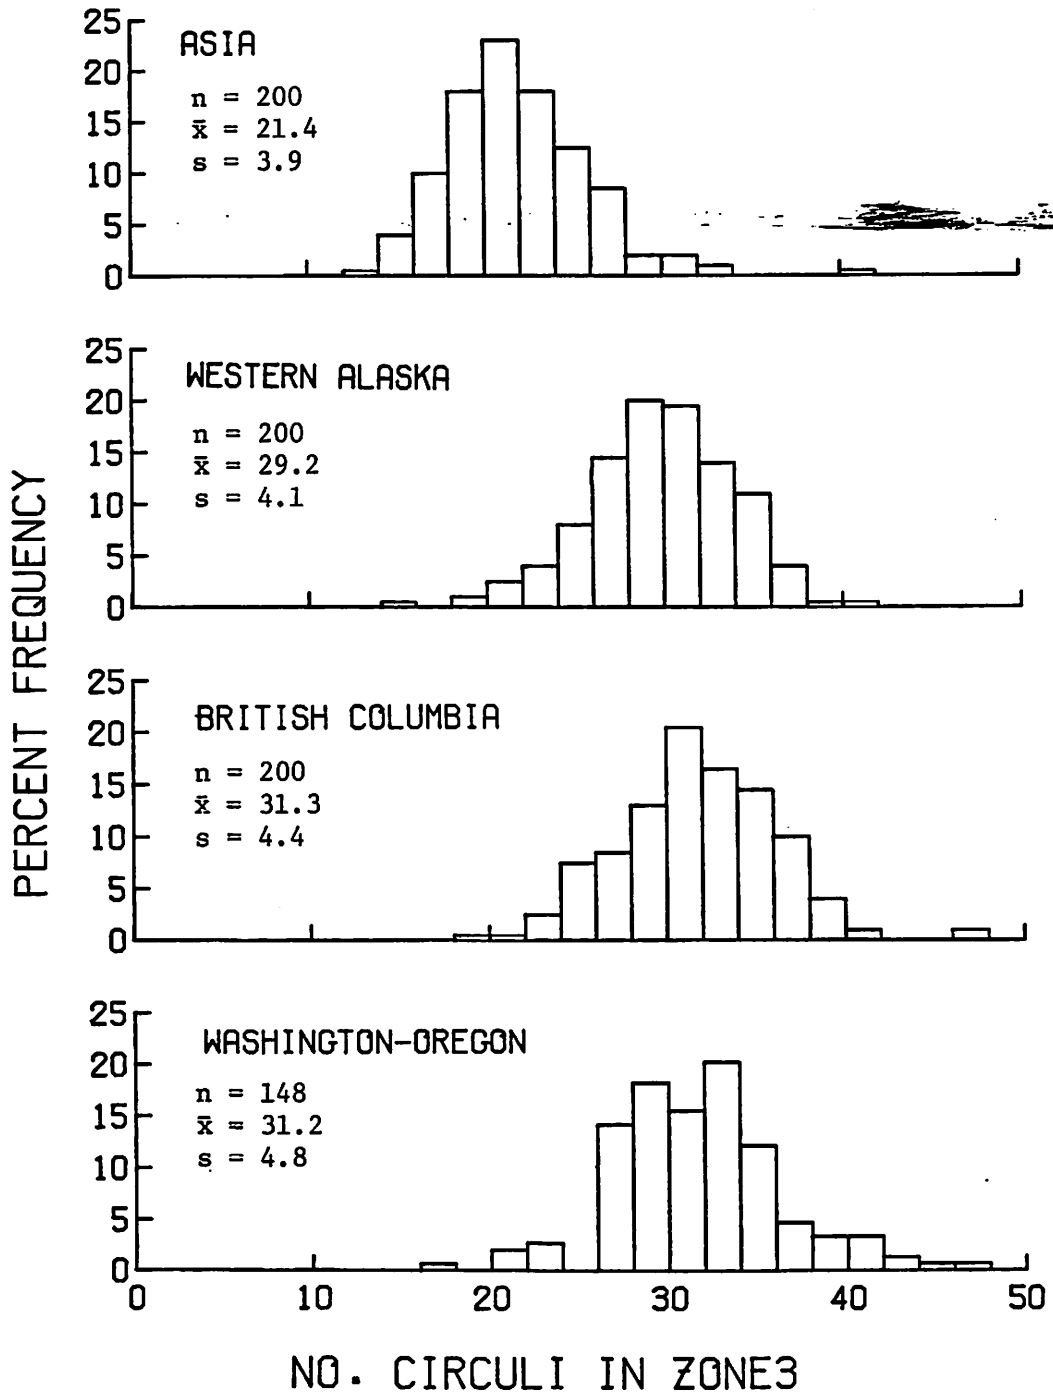 PERCENT FREQUENCY
ASIA
n = 200
x̄ = 21.4
s = 3.9
25
20
15
10
5
0
WESTERN ALASKA
n = 200
x̄ = 29.2
s = 4.1
25
20
15
10
5
0
BRITISH COLUMBIA
n = 200
x̄ = 31.3
s = 4.4
25
20
15
10
5
0
WASHINGTON-OREGON
n = 148
x̄ = 31.2
s = 4.8
25
20
15
10
5
0
0 10 20 30 40 50
NO. CIRCULI IN ZONE3